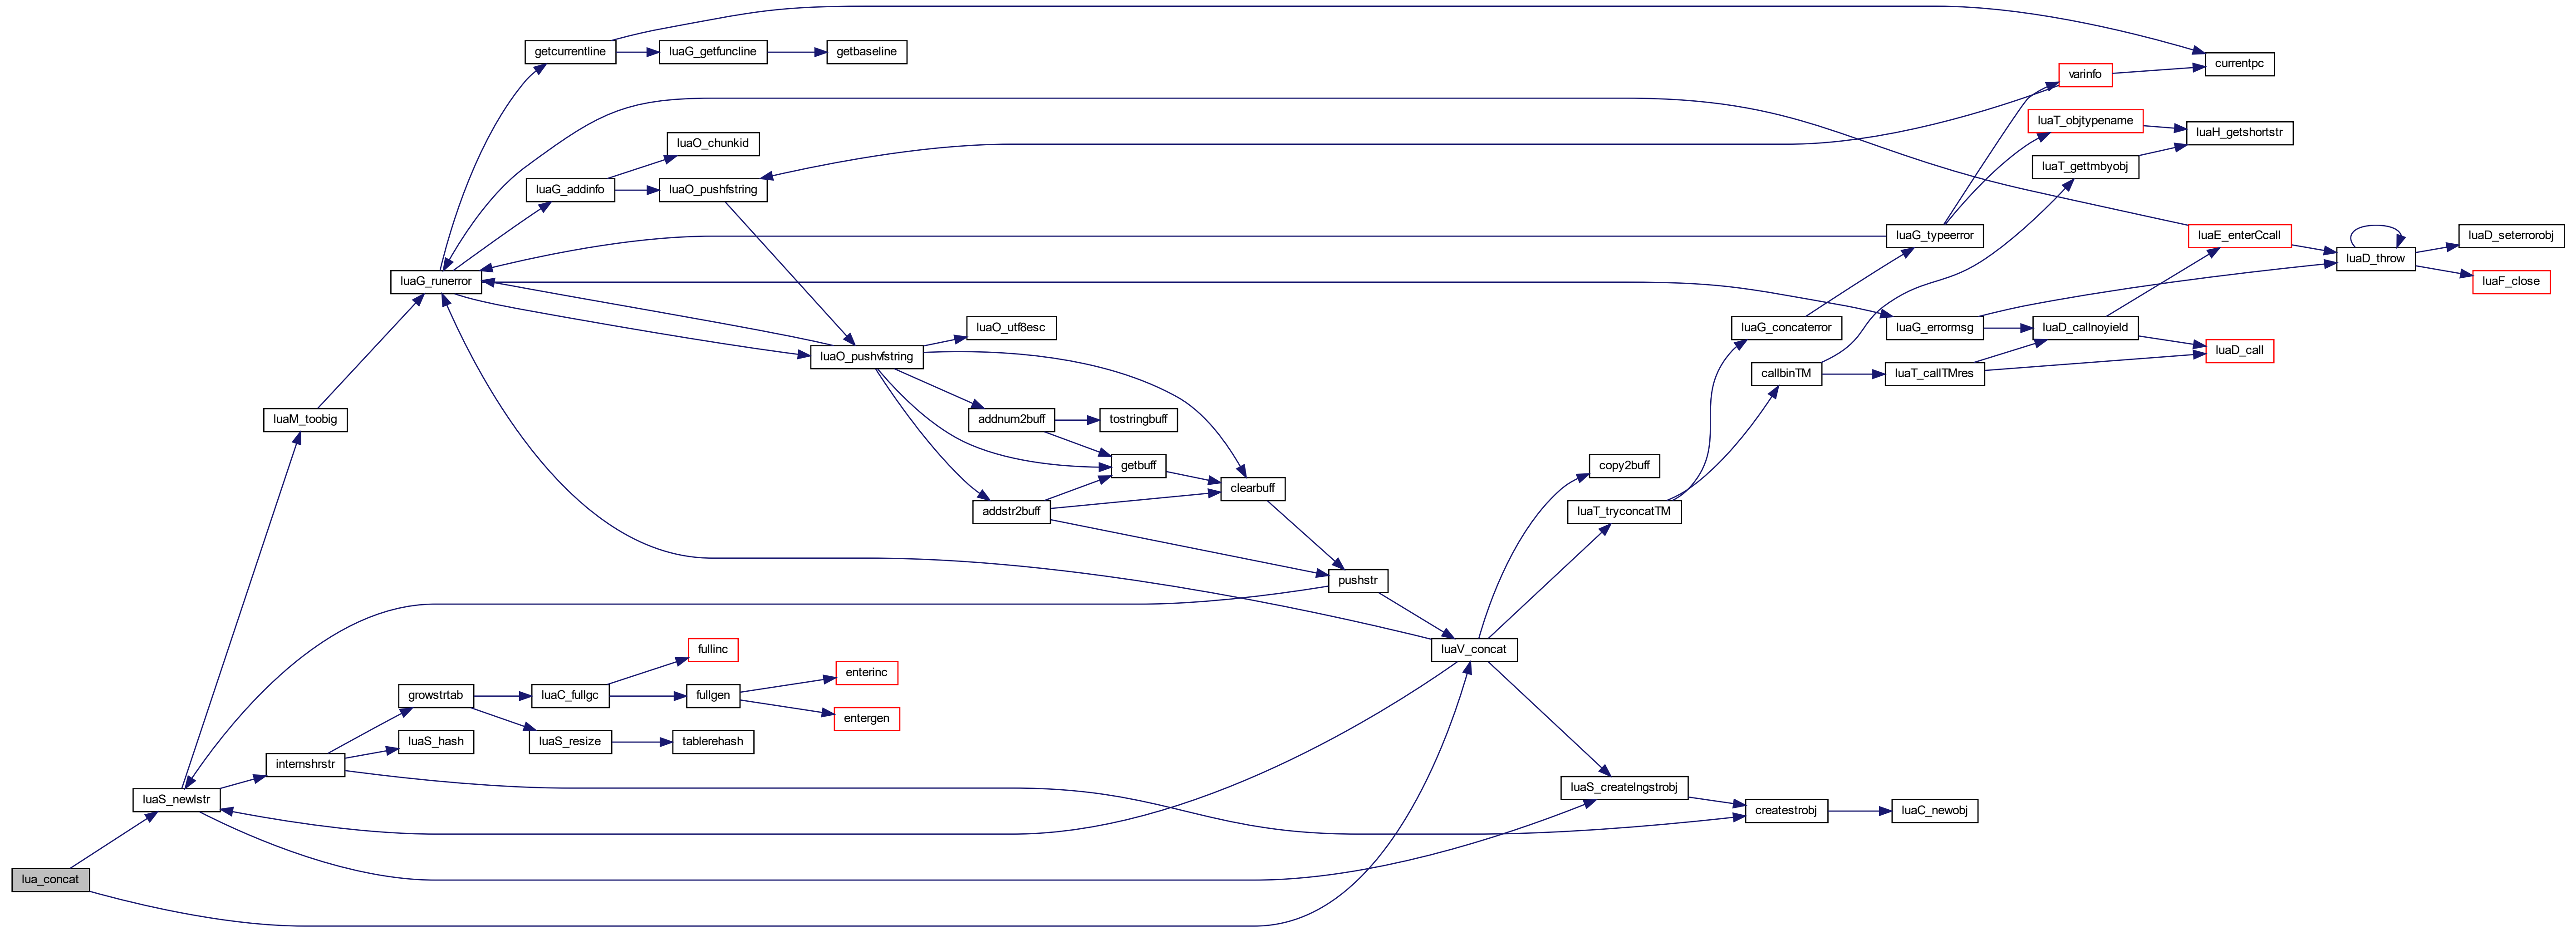 getcurrentline
luaG_getfuncline
getbaseline
currentpc
varinfo
luaT_objtypename
luaH_getshortstr
luaO_chunkid
luaT_gettmbyobj
luaG_addinfo
luaO_pushfstring
luaG_typeerror
luaE_enterCcall
luaD_seterrorobj
luaD_throw
luaG_runerror
luaF_close
luaO_utf8esc
luaG_concaterror
luaG_errormsg
luaD_callnoyield
luaO_pushvfstring
luaD_call
callbinTM
luaT_callTMres
luaM_toobig
addnum2buff
tostringbuff
getbuff
copy2buff
clearbuff
addstr2buff
luaT_tryconcatTM
pushstr
fullinc
luaV_concat
enterinc
growstrtab
luaC_fullgc
fullgen
entergen
luaS_hash
luaS_resize
tablerehash
internshrstr
luaS_createlngstrobj
luaS_newlstr
createstrobj
luaC_newobj
lua_concat